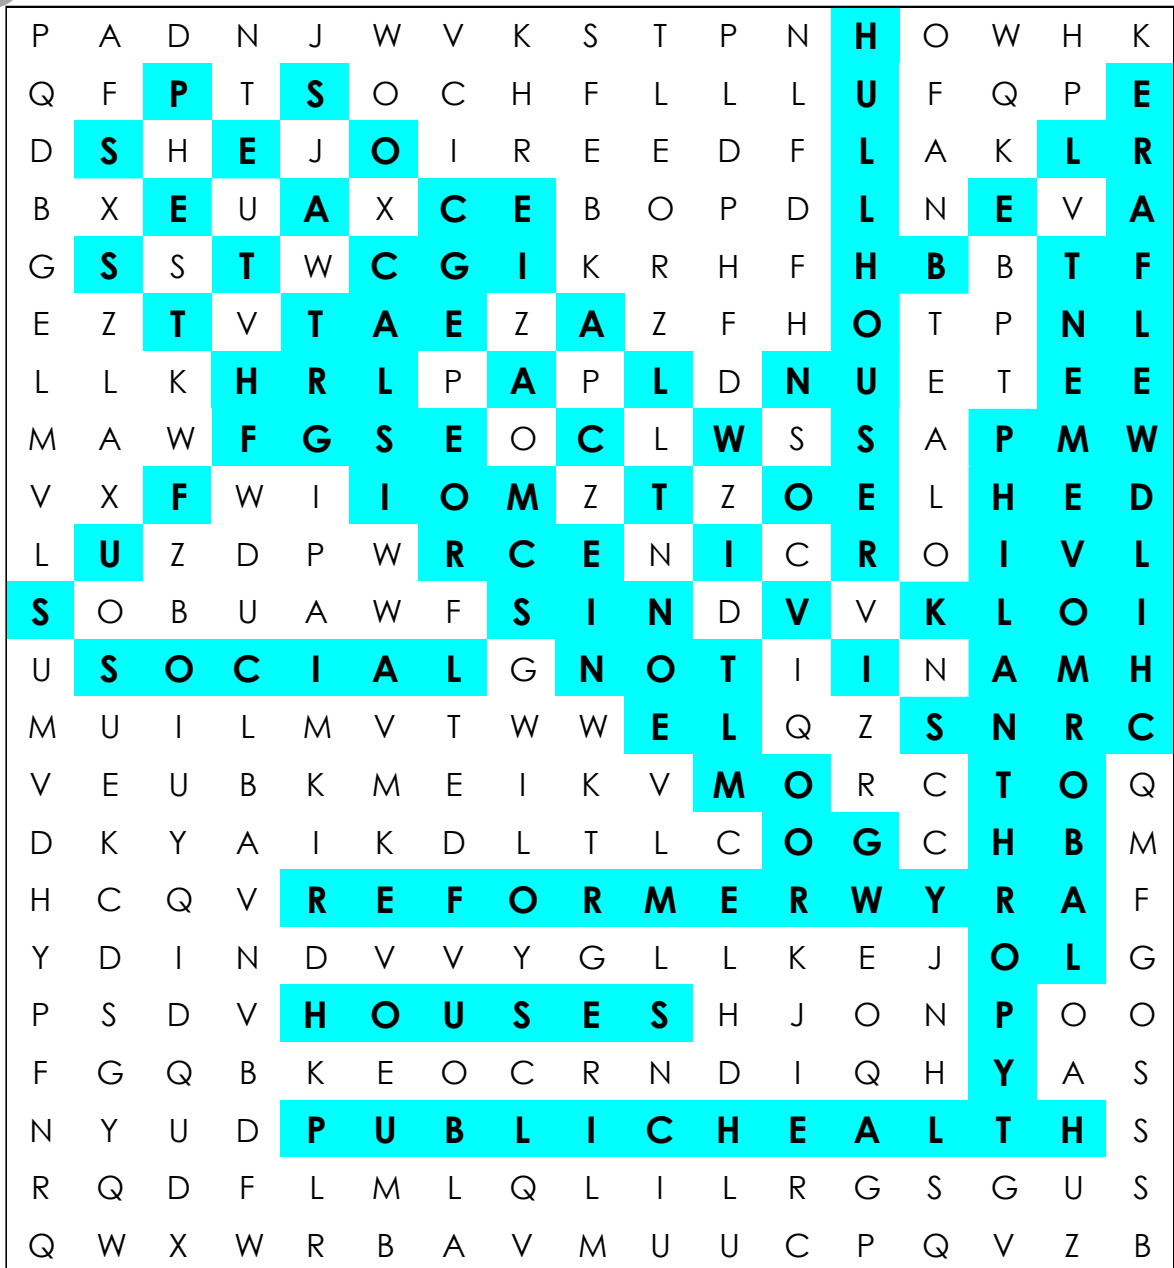 P A D N J W V K S T P N H O W H K
Q F P T S O C H F L L L U F Q P E
D S H E J O I R E E D F L A K L R
B X E U A X C E B O P D L N E V A
G S S T W C G I K R H F H B B T F
E Z T V T A E Z A Z F H O T P N L
L L K H R L P A P L D N U E T E E
M A W F G S E O C L W S S A P M W
V X F W I I O M Z T Z O E L H E D
L U Z D P W R C E N I C R O I V L
S O B U A W F S I N D V V K L O I
U S O C I A L G N O T I I N A M H
M U I L M V T W W E L Q Z S N R C
V E U B K M E I K V M O R C T O Q
D K Y A I K D L T L C O G C H B M
H C Q V R E F O R M E R W Y R A F
Y D I N D V V Y G L L K E J O L G
P S D V H O U S E S H J O N P O O
F G Q B K E O C R N D I Q H Y A S
N Y U D P U B L I C H E A L T H S
R Q D F L M L Q L I L R G S G U S
Q W X W R B A V M U U C P Q V Z B